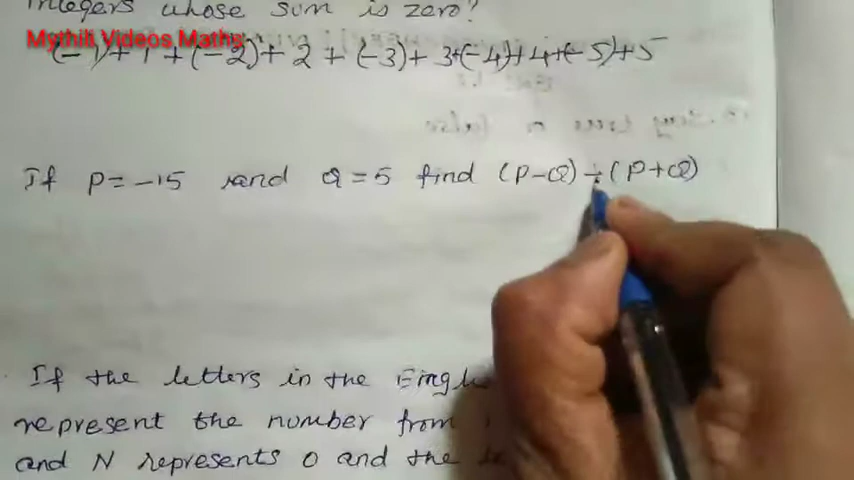 integers whose sum is zero?
Mythili Videos Maths
(-1)+1+(-2)+2+(-3)+3+(-4)+4+(-5)+5
If P=-15 and Q=5 find (P-Q)÷(P+Q)
If the letters in the
represent the number from
and N represents 0 and the